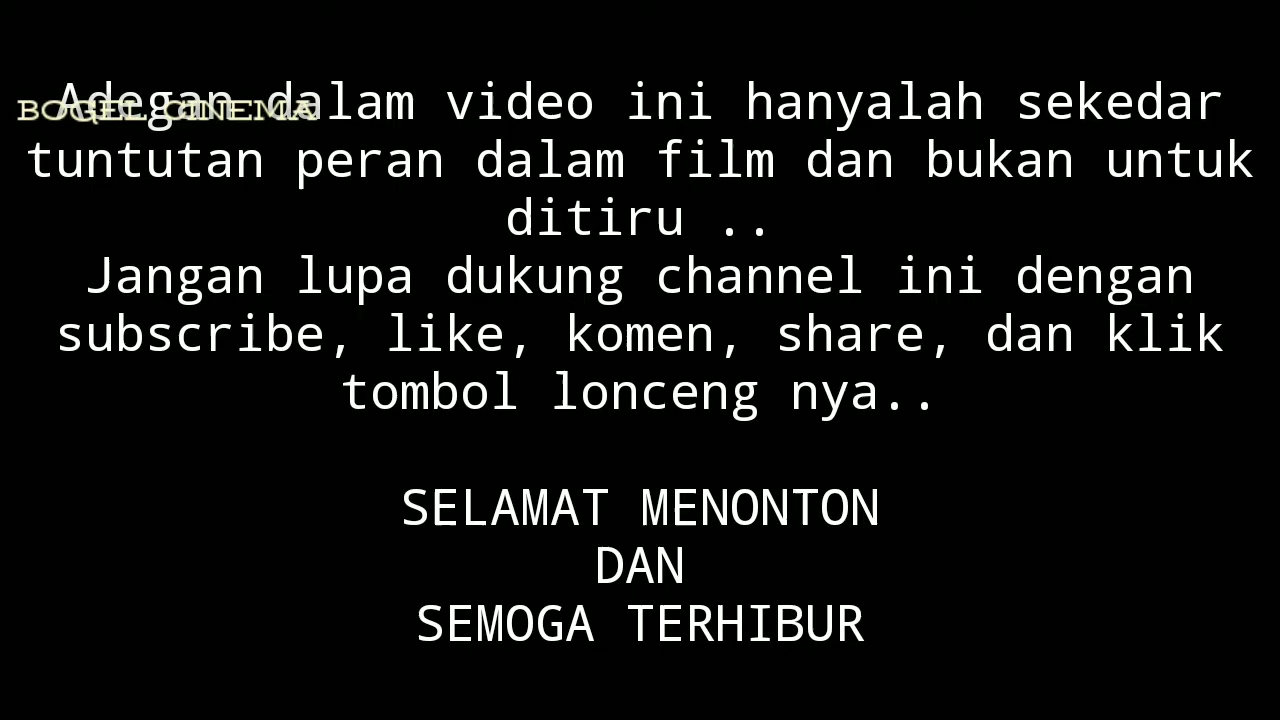 Adegan dalam video ini hanyalah sekedar
tuntutan peran dalam film dan bukan untuk
ditiru ..
Jangan lupa dukung channel ini dengan
subscribe, like, komen, share, dan klik
tombol lonceng nya..
SELAMAT MENONTON
DAN
SEMOGA TERHIBUR
CINEMA